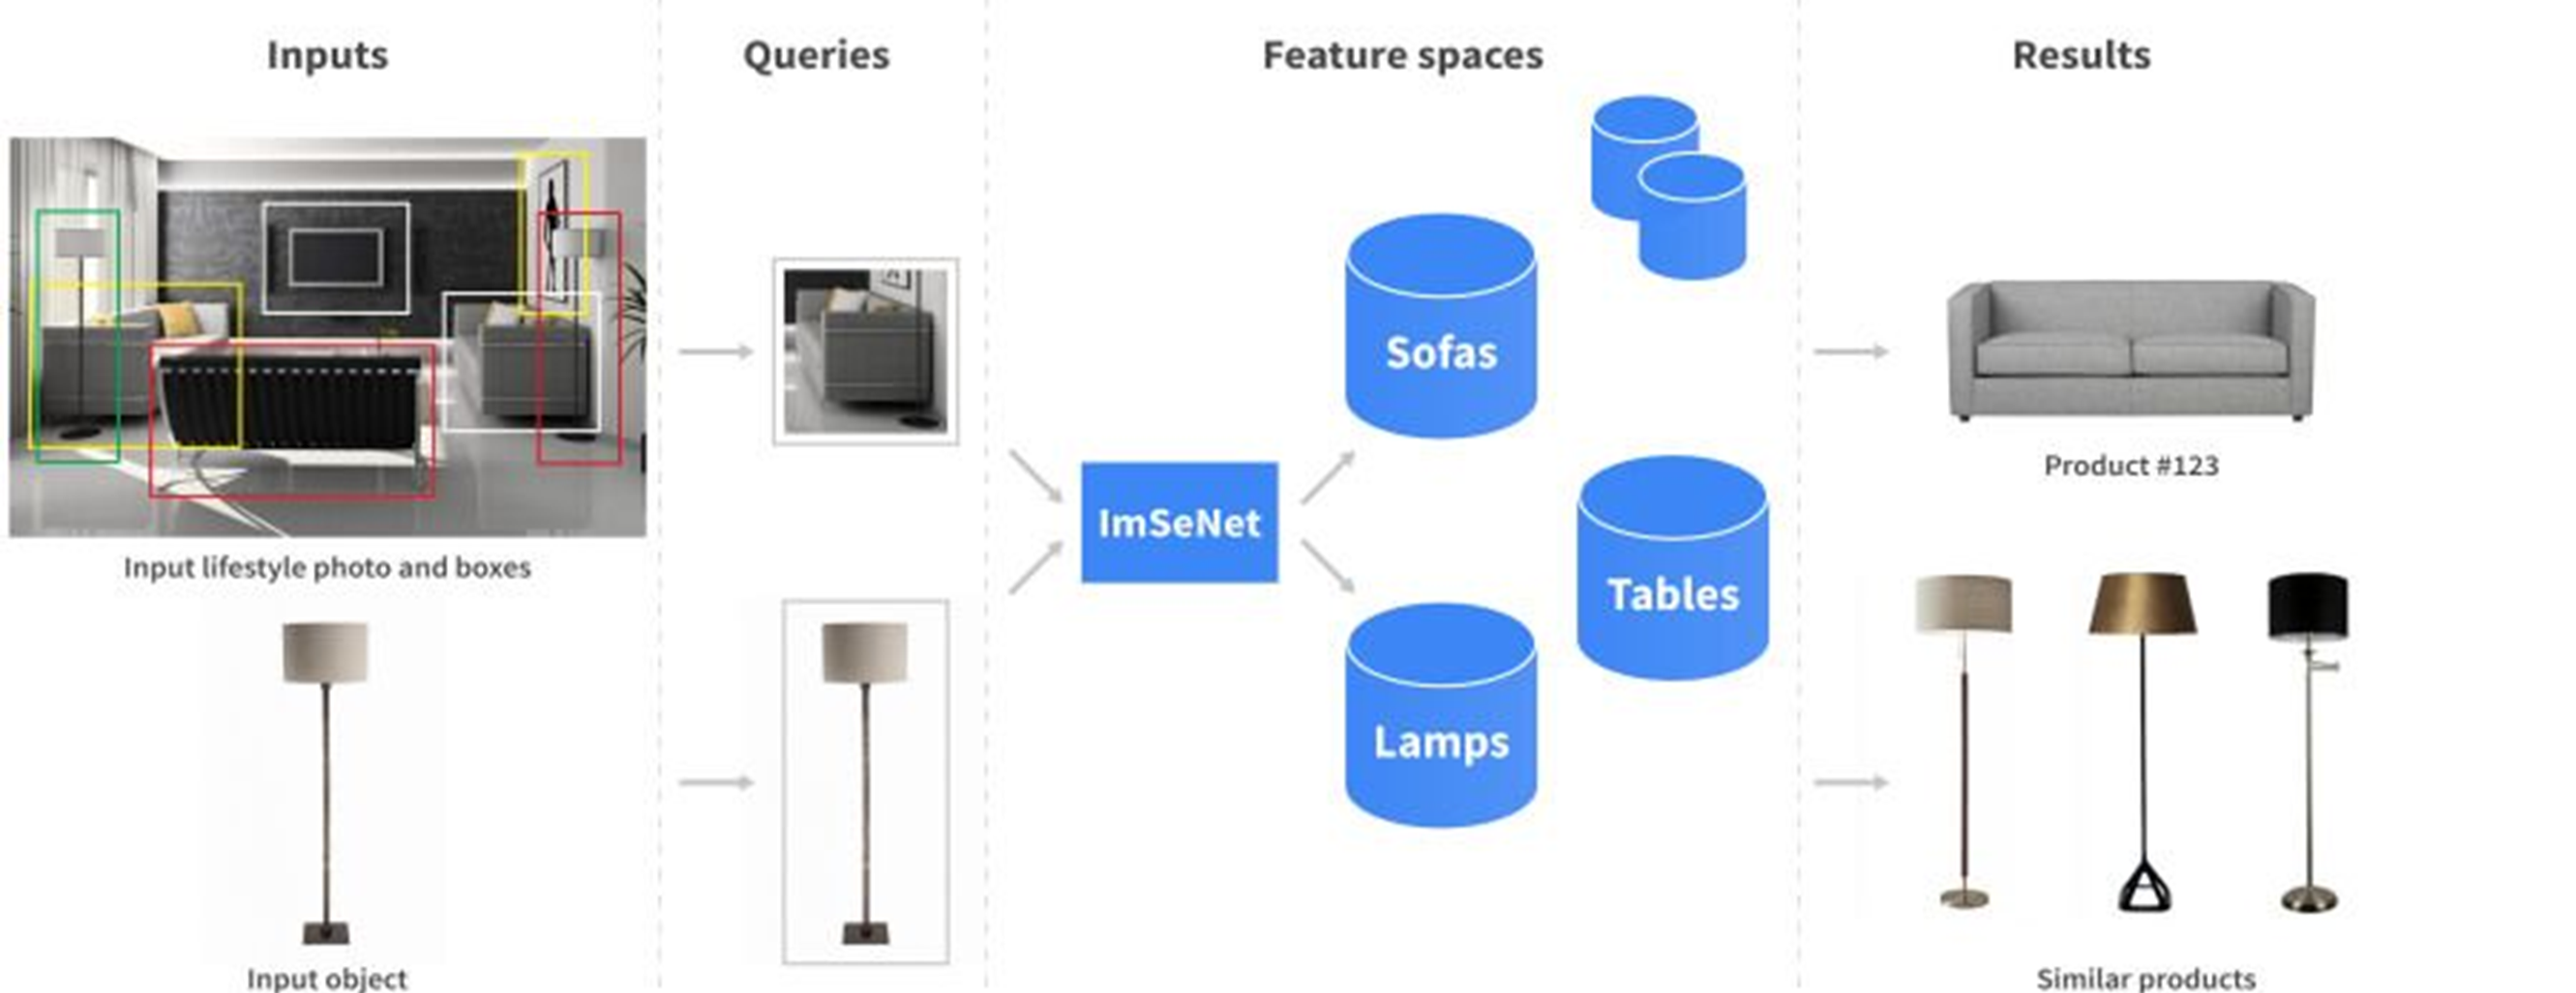 Inputs
Queries
Feature spaces
Results
Input lifestyle photo and boxes
Input object
ImSeNet
Sofas
Tables
Lamps
Product #123
Similar products